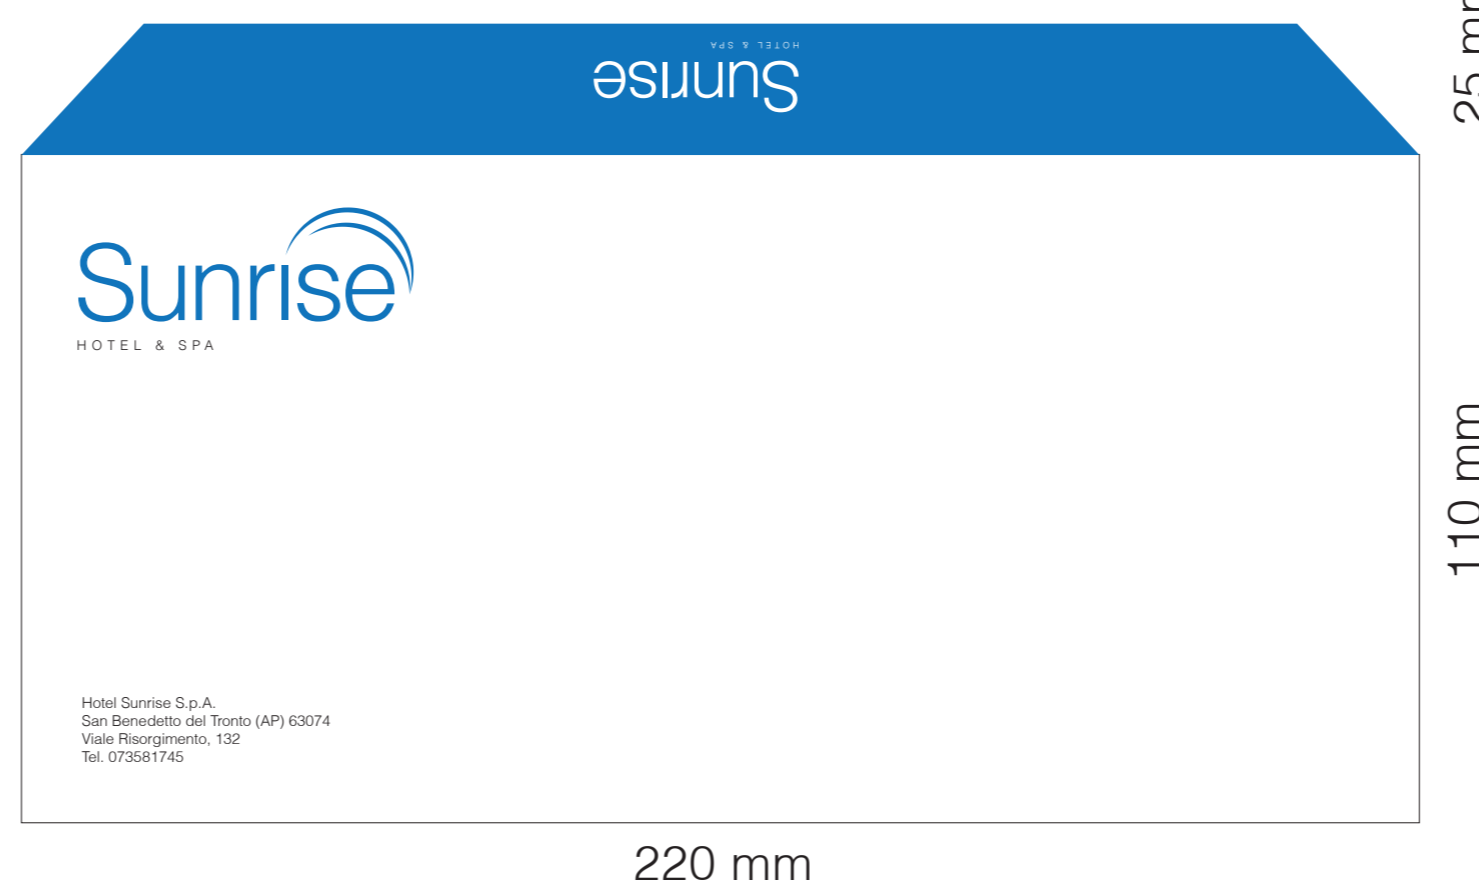 HOTEL & SPA
Sunrise
25 mm
Sunrise
HOTEL & SPA
110 mm
Hotel Sunrise S.p.A.
San Benedetto del Tronto (AP) 63074
Viale Risorgimento, 132
Tel. 073581745
220 mm